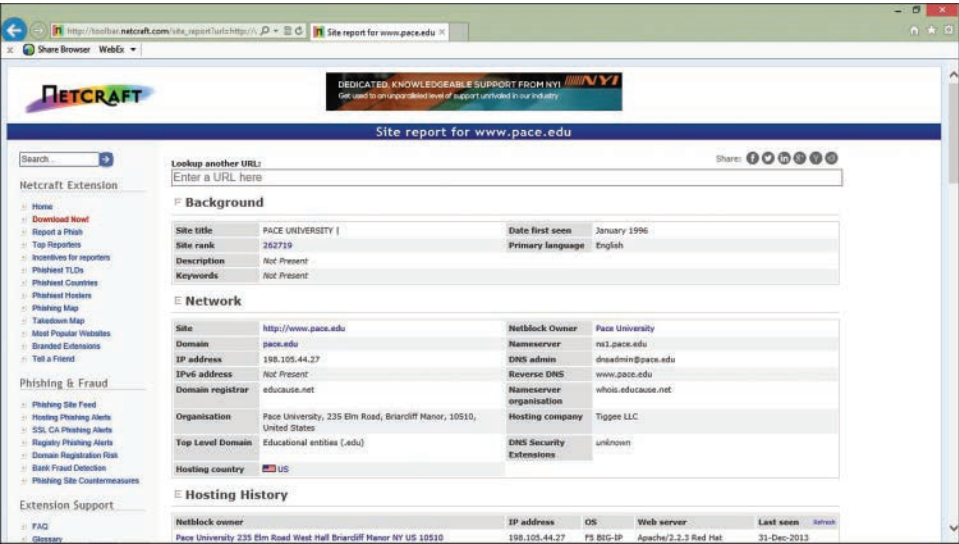 http://toolbar.netcraft.com/site_report?url=http://
Site report for www.pace.edu
Share Browser WebEx
NETCRAFT
DEDICATED, KNOWLEDGEABLE SUPPORT FROM NYI
NYI
Get used to an unparalleled level of support unrivaled in our industry
Site report for www.pace.edu
Search...
Netcraft Extension
Home
Download Now!
Report a Phish
Top Reporters
Incentives for reporters
Phishiest TLDs
Phishiest Countries
Phishiest Hosters
Phishing Map
Takedown Map
Most Popular Websites
Branded Extensions
Tell a Friend
Phishing & Fraud
Phishing Site Feed
Hosting Phishing Alerts
SSL CA Phishing Alerts
Registry Phishing Alerts
Domain Registration Risk
Bank Fraud Detection
Phishing Site Countermeasures
Extension Support
FAQ
Glossary
Share:
Lookup another URL:
Enter a URL here
Background
Site title PACE UNIVERSITY | Date first seen January 1996
Site rank 262719 Primary language English
Description Not Present
Keywords Not Present
Network
Site http://www.pace.edu Netblock Owner Pace University
Domain pace.edu Nameserver ns1.pace.edu
IP address 198.105.44.27 DNS admin dnsadmin@pace.edu
IPv6 address Not Present Reverse DNS www.pace.edu
Domain registrar educause.net Nameserver organisation whois.educause.net
Organisation Pace University, 235 Elm Road, Briarcliff Manor, 10510, United States Hosting company Tiggee LLC
Top Level Domain Educational entities (.edu) DNS Security Extensions unknown
Hosting country US
Hosting History
Netblock owner IP address OS Web server Last seen Refresh
Pace University 235 Elm Road West Hall Briarcliff Manor NY US 10510 198.105.44.27 F5 BIG-IP Apache/2.2.3 Red Hat 31-Dec-2013